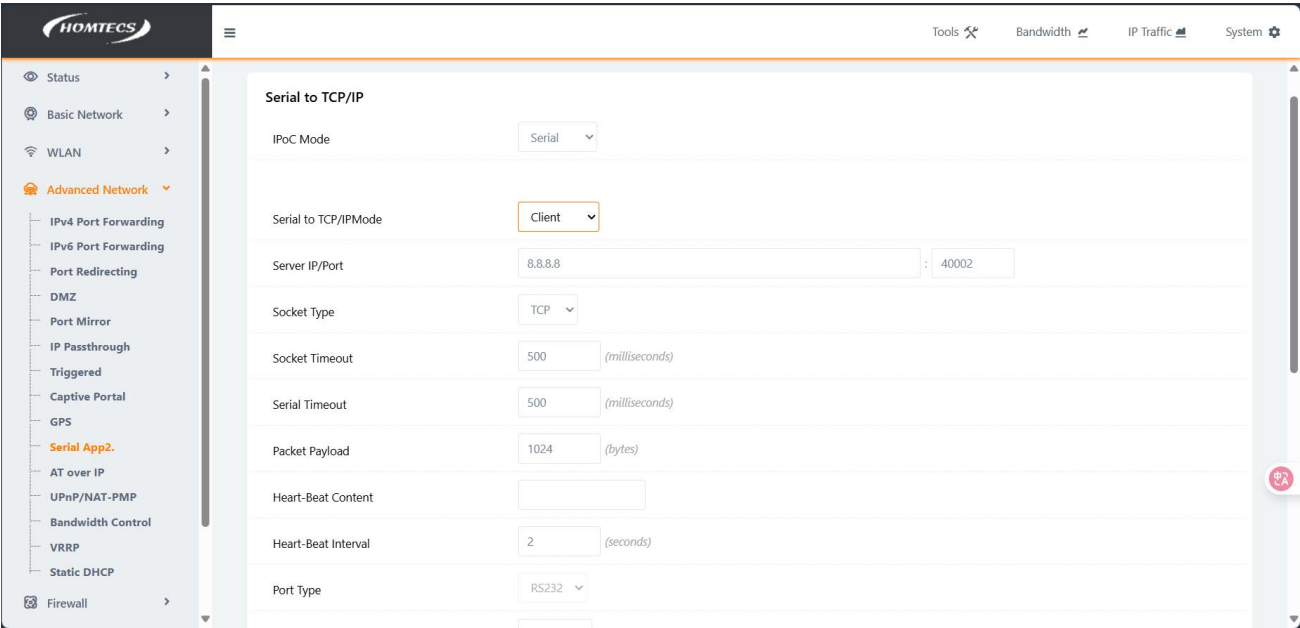 HOMTECS
Tools
Bandwidth
IP Traffic
System
Status
Basic Network
WLAN
Advanced Network
IPv4 Port Forwarding
IPv6 Port Forwarding
Port Redirecting
DMZ
Port Mirror
IP Passthrough
Triggered
Captive Portal
GPS
Serial App2.
AT over IP
UPnP/NAT-PMP
Bandwidth Control
VRRP
Static DHCP
Firewall
Serial to TCP/IP
IPoC Mode Serial
Serial to TCP/IPMode Client
Server IP/Port 8.8.8.8 : 40002
Socket Type TCP
Socket Timeout 500 (milliseconds)
Serial Timeout 500 (milliseconds)
Packet Payload 1024 (bytes)
Heart-Beat Content
Heart-Beat Interval 2 (seconds)
Port Type RS232
中A